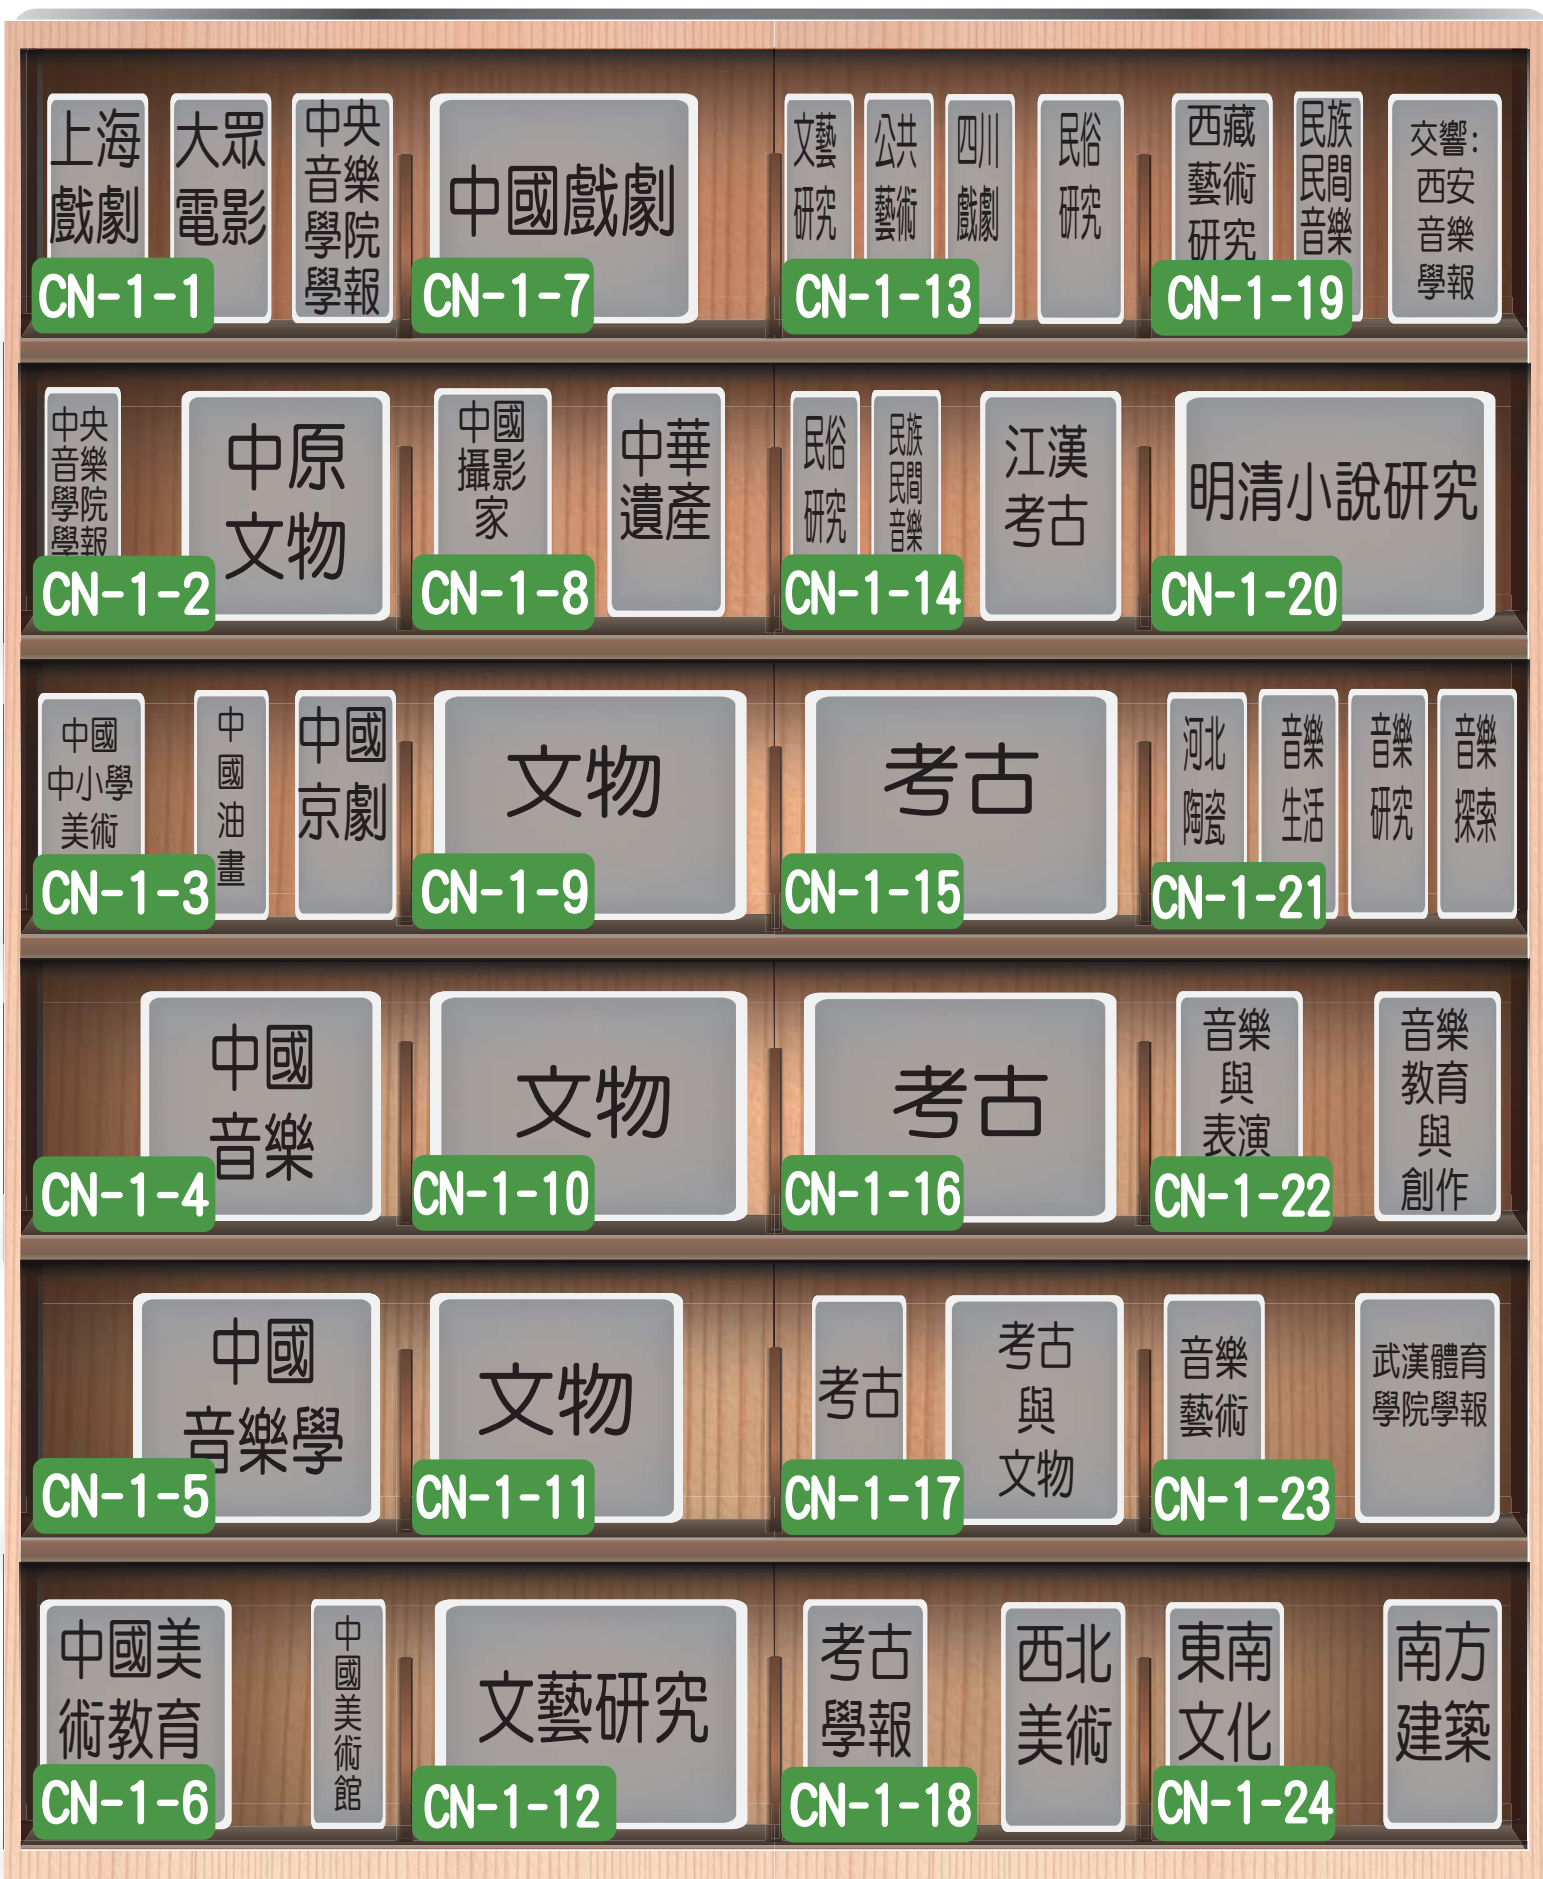 上海
戲劇
大眾
電影
中央
音樂
學院
學報
CN-1-1
中國戲劇
CN-1-7
文藝
研究
公共
藝術
四川
戲劇
民俗
研究
CN-1-13
西藏
藝術
研究
民族
民間
音樂
交響:
西安
音樂
學報
CN-1-19
中央
音樂
學院
學報
中原
文物
CN-1-2
中國
攝影
家
中華
遺產
CN-1-8
民俗
研究
民族
民間
音樂
江漢
考古
CN-1-14
明清小說研究
CN-1-20
中國
中小學
美術
中
國
油
畫
中國
京劇
CN-1-3
文物
CN-1-9
考古
CN-1-15
河北
陶瓷
音樂
生活
音樂
研究
音樂
探索
CN-1-21
中國
音樂
CN-1-4
文物
CN-1-10
考古
CN-1-16
音樂
與
表演
音樂
教育
與
創作
CN-1-22
中國
音樂學
CN-1-5
文物
CN-1-11
考古
考古
與
文物
CN-1-17
音樂
藝術
武漢體育
學院學報
CN-1-23
中國美
術教育
中
國
美
術
館
CN-1-6
文藝研究
CN-1-12
考古
學報
西北
美術
CN-1-18
東南
文化
南方
建築
CN-1-24